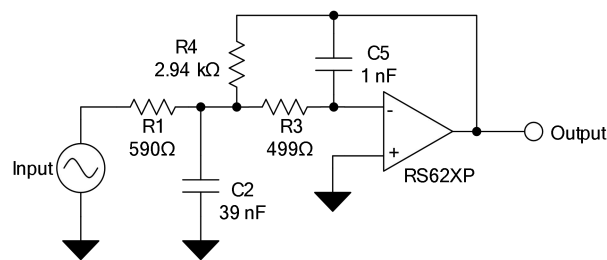 R4
2.94 kΩ
C5
1 nF
R1
590Ω
R3
499Ω
-
+
RS62XP
Output
Input
C2
39 nF